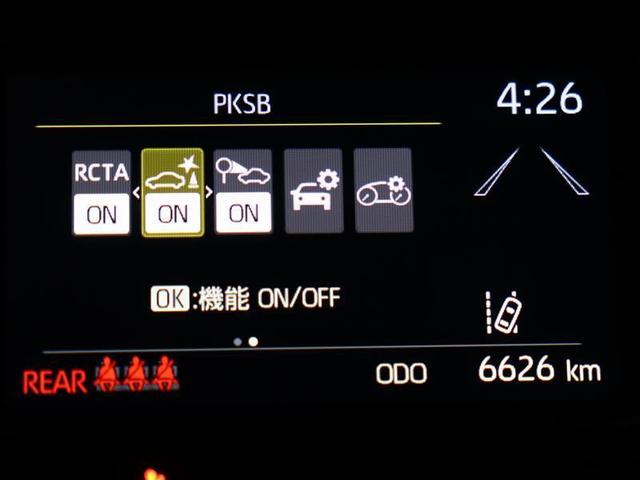 PKSB
4:26
RCTA
ON ON ON
OK:機能 ON/OFF
REAR ODO 6626 km